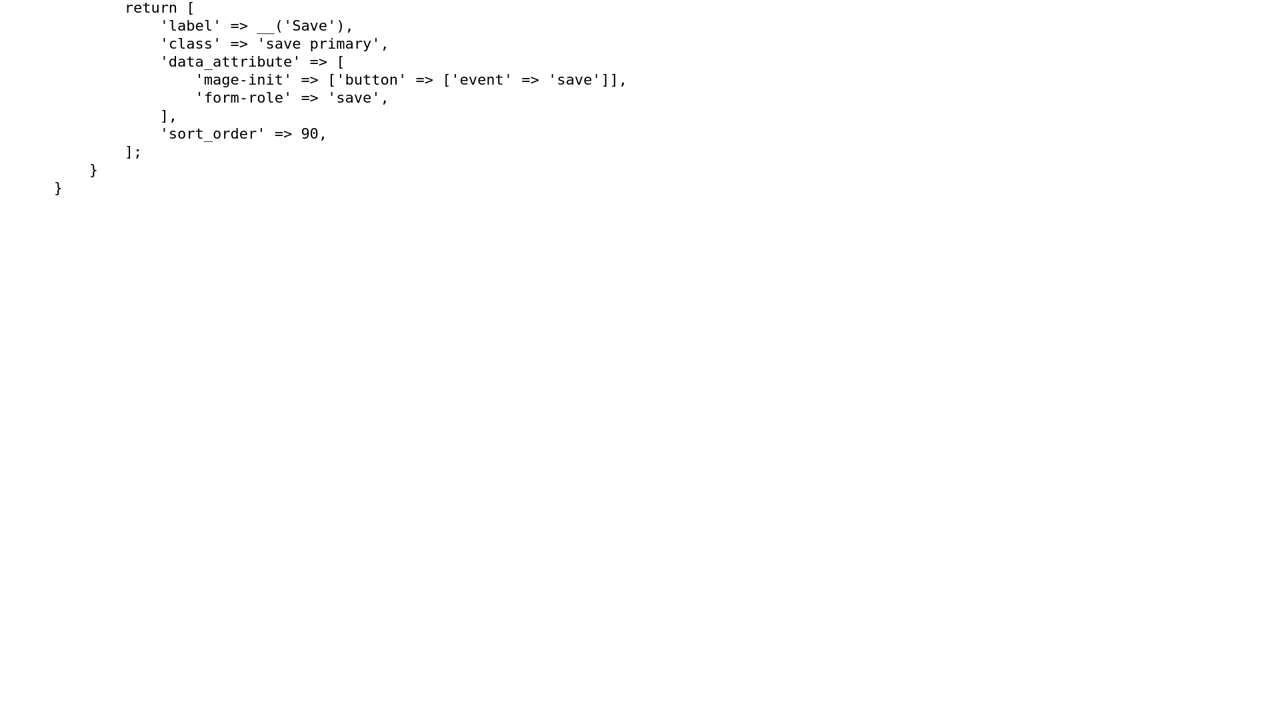 return [
'label' => __('Save'),
'class' => 'save primary',
'data_attribute' => [
'mage-init' => ['button' => ['event' => 'save']],
'form-role' => 'save',
],
'sort_order' => 90,
];
}
}